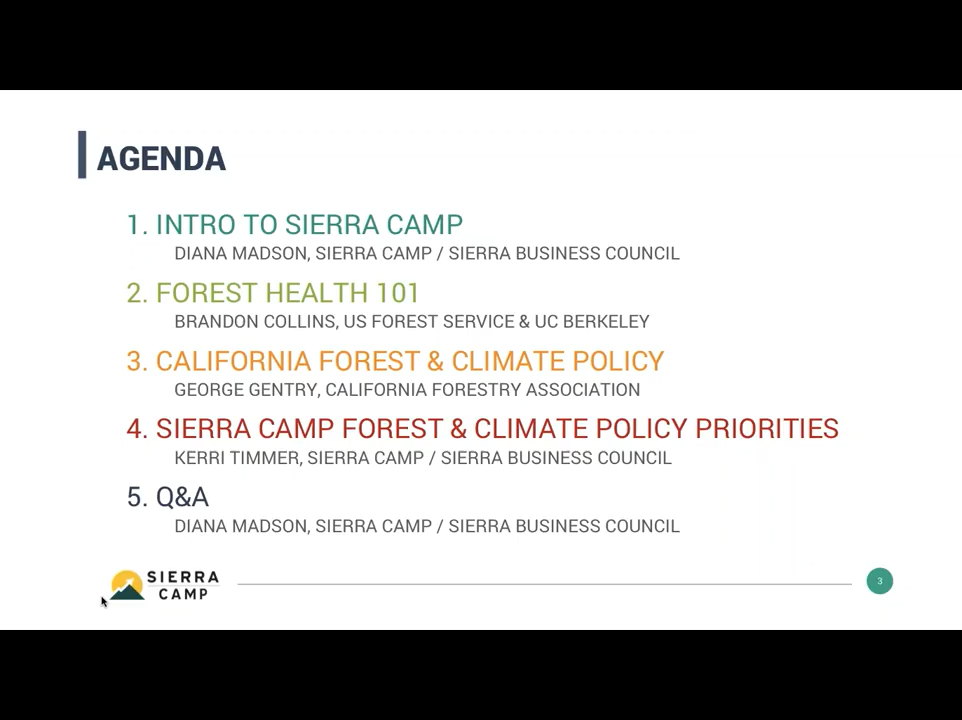 AGENDA
1. INTRO TO SIERRA CAMP
DIANA MADSON, SIERRA CAMP / SIERRA BUSINESS COUNCIL
2. FOREST HEALTH 101
BRANDON COLLINS, US FOREST SERVICE & UC BERKELEY
3. CALIFORNIA FOREST & CLIMATE POLICY
GEORGE GENTRY, CALIFORNIA FORESTRY ASSOCIATION
4. SIERRA CAMP FOREST & CLIMATE POLICY PRIORITIES
KERRI TIMMER, SIERRA CAMP / SIERRA BUSINESS COUNCIL
5. Q&A
DIANA MADSON, SIERRA CAMP / SIERRA BUSINESS COUNCIL
SIERRA
CAMP
3